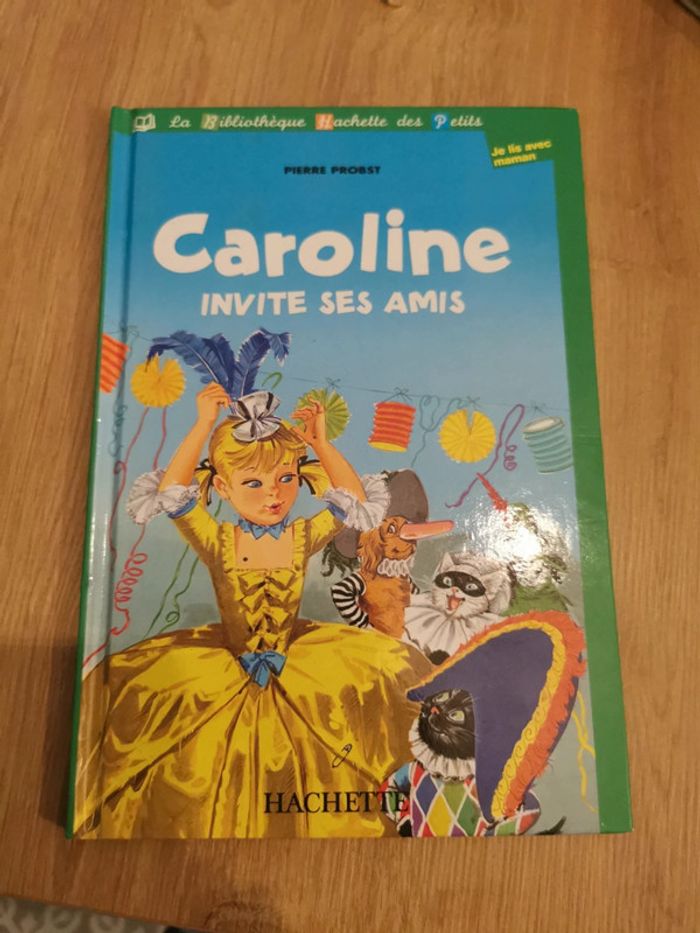 La Bibliothèque Hachette des Petits
Je lis avec
maman
PIERRE PROBST
Caroline
INVITE SES AMIS
HACHETTE